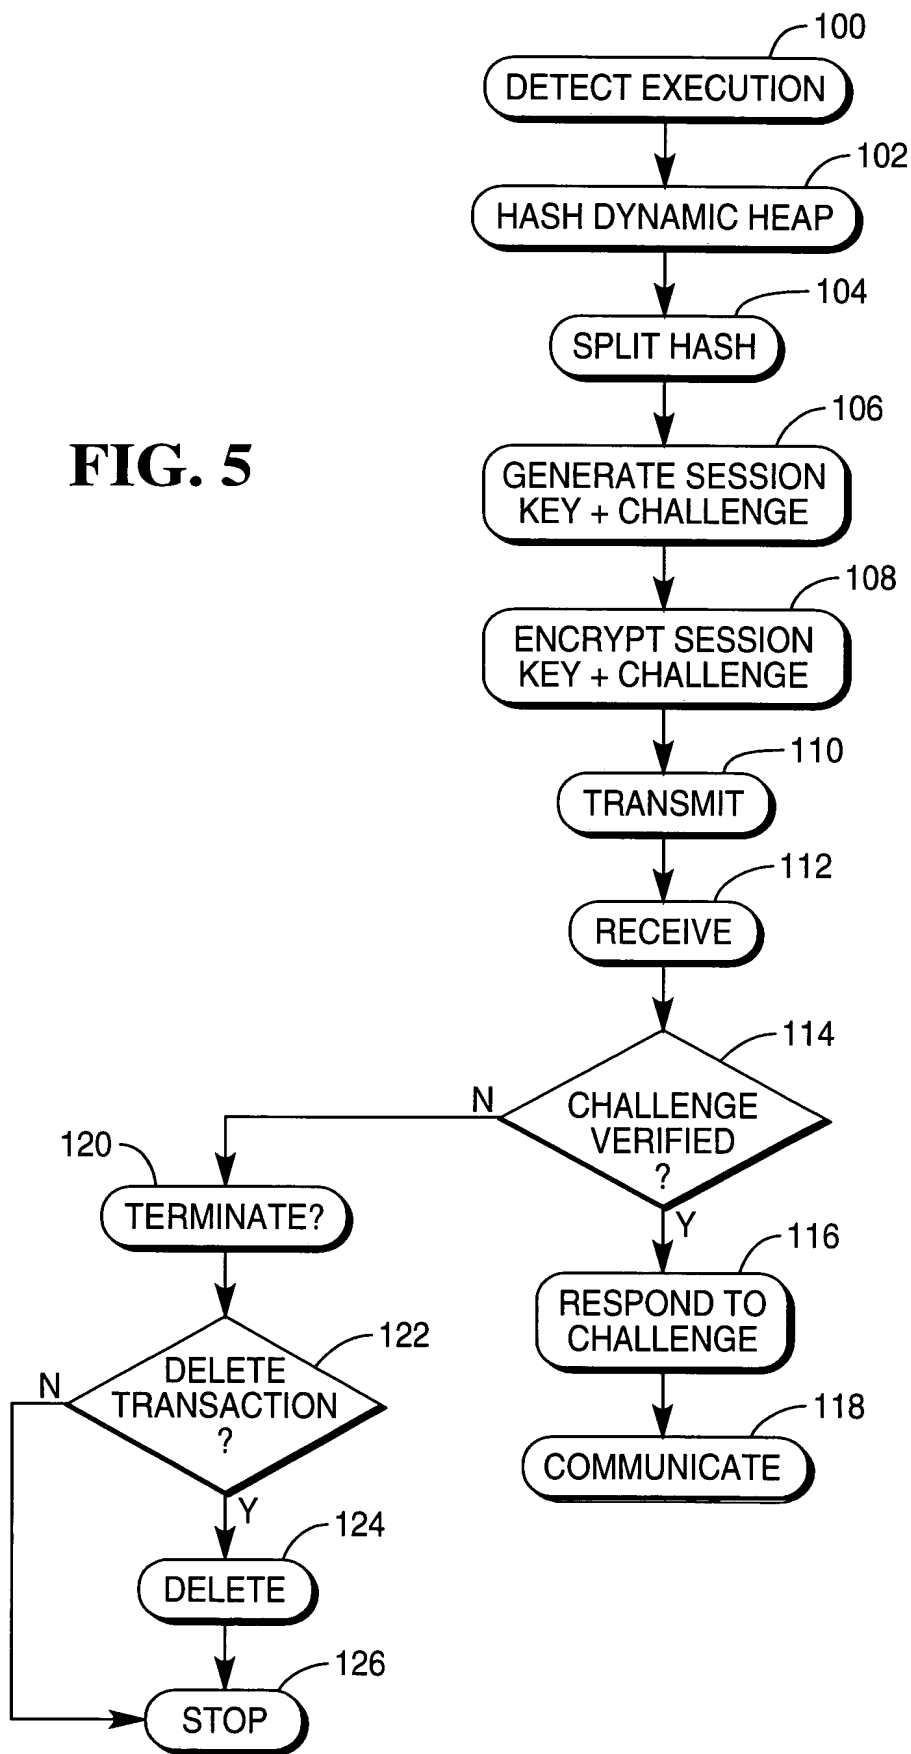 100
DETECT EXECUTION
102
HASH DYNAMIC HEAP
104
SPLIT HASH
106
GENERATE SESSION
KEY + CHALLENGE
FIG. 5
108
ENCRYPT SESSION
KEY + CHALLENGE
110
TRANSMIT
112
RECEIVE
114
CHALLENGE
VERIFIED
?
N
Y
116
RESPOND TO
CHALLENGE
118
COMMUNICATE
120
TERMINATE?
122
DELETE
TRANSACTION
?
N
Y
124
DELETE
126
STOP